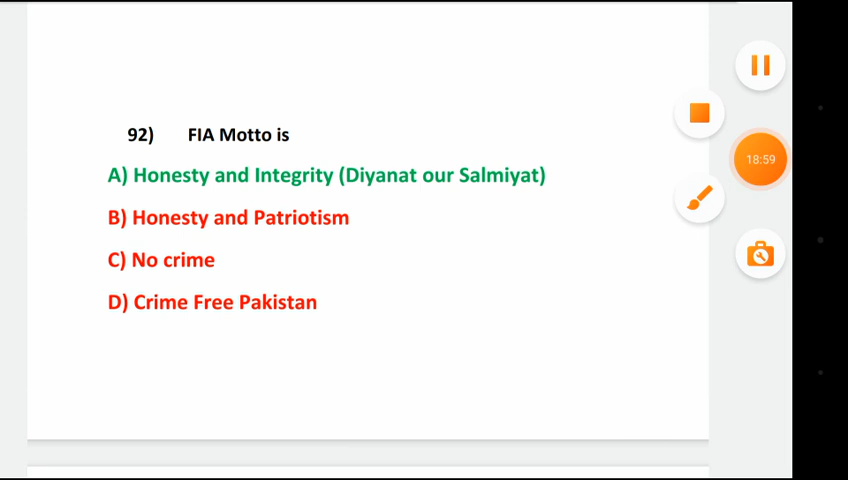 92) FIA Motto is
A) Honesty and Integrity (Diyanat our Salmiyat)
B) Honesty and Patriotism
C) No crime
D) Crime Free Pakistan
18:59